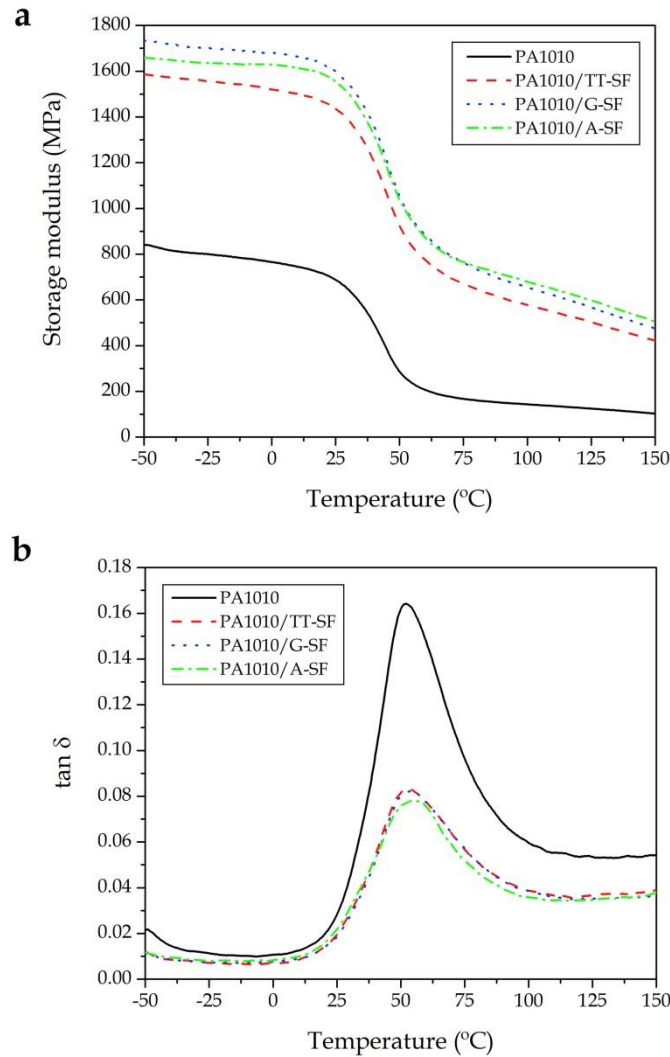 a
1800
1600
1400
1200
1000
800
600
400
200
0
Storage modulus (MPa)
PA1010
PA1010/TT-SF
PA1010/G-SF
PA1010/A-SF
-50 -25 0 25 50 75 100 125 150
Temperature (ºC)
b
0.18
0.16
0.14
0.12
0.10
0.08
0.06
0.04
0.02
0.00
tan δ
PA1010
PA1010/TT-SF
PA1010/G-SF
PA1010/A-SF
-50 -25 0 25 50 75 100 125 150
Temperature (ºC)